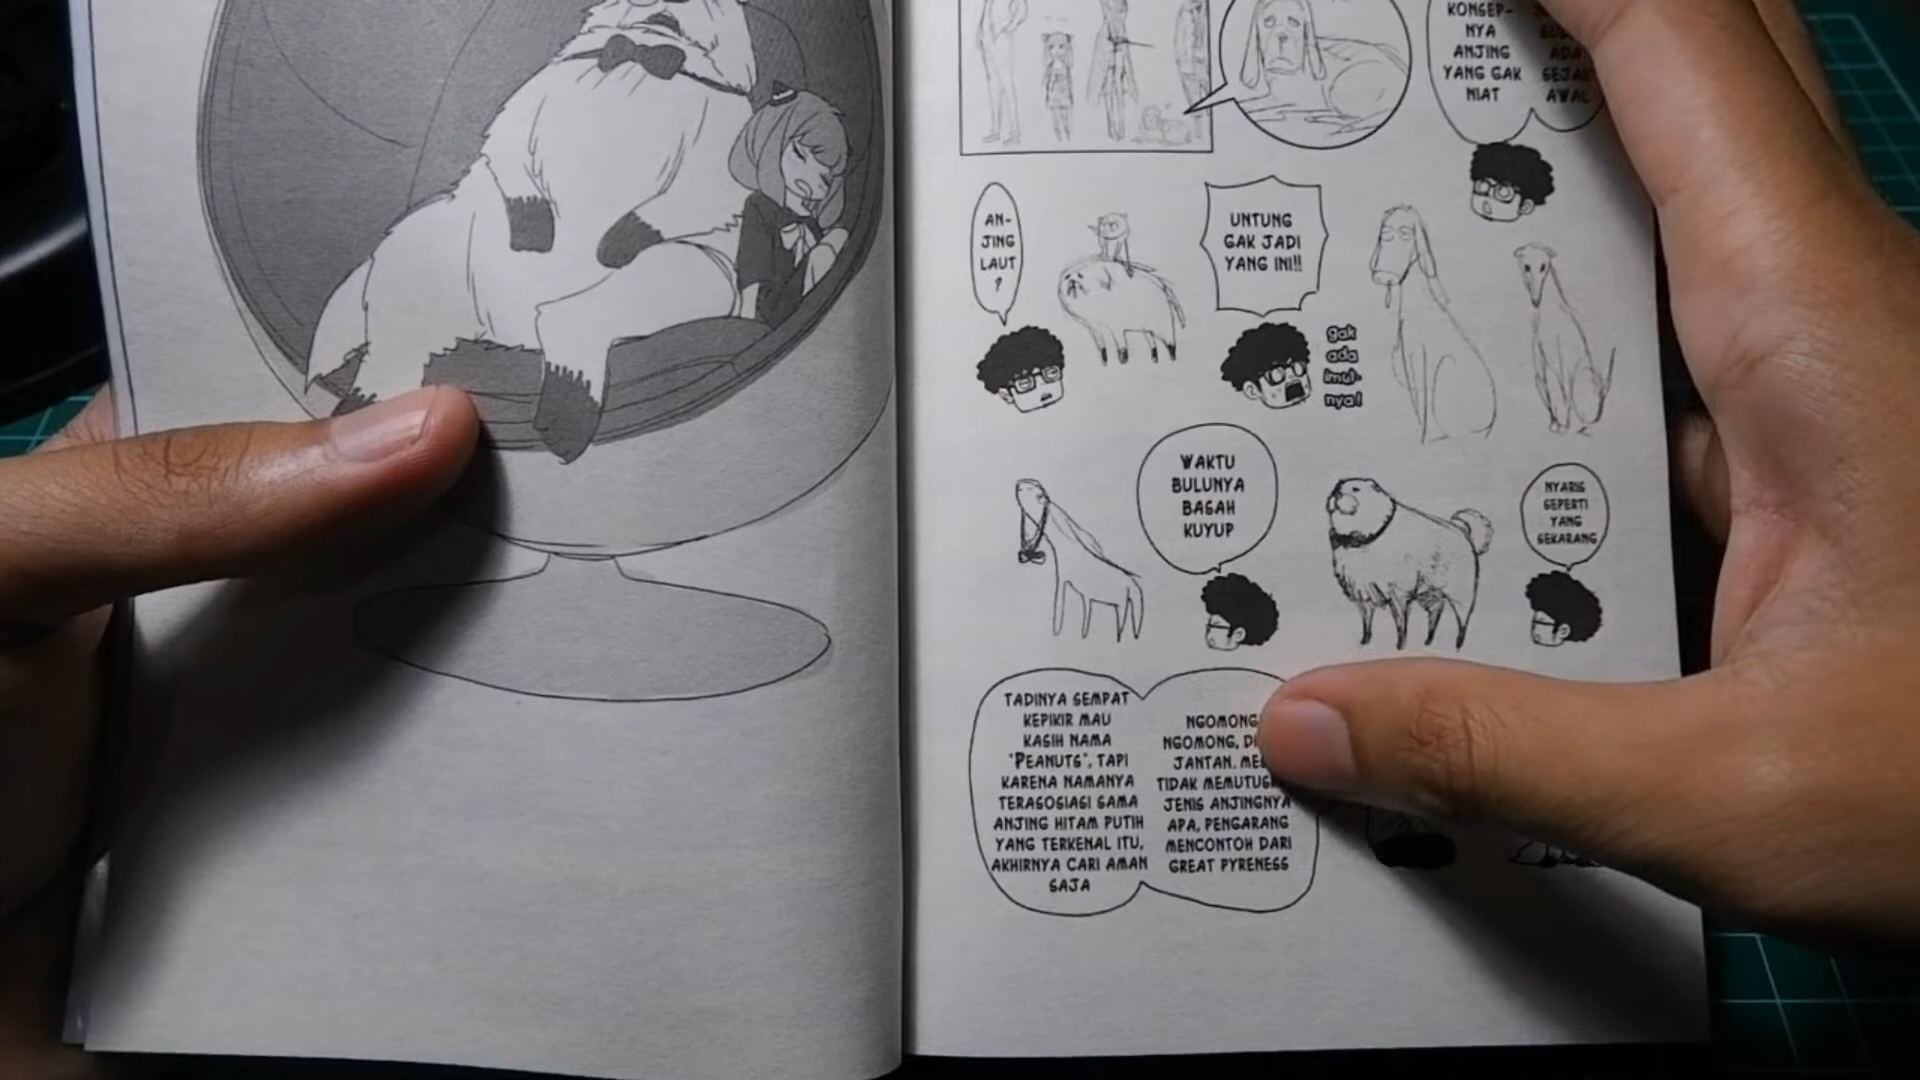 KONSEP-
NYA
ANJING
YANG GAK
NIAT
SEJAK
AWAL
AN-
JING
LAUT
?
UNTUNG
GAK JADI
YANG INI!!
gak
ada
imut-
nya!
WAKTU
BULUNYA
BASAH
KUYUP
NYARIS
SEPERTI
YANG
SEKARANG
TADINYA SEMPAT
KEPIKIR MAU
KASIH NAMA
"PEANUTS", TAPI
KARENA NAMANYA
TERASOSIASI SAMA
ANJING HITAM PUTIH
YANG TERKENAL ITU,
AKHIRNYA CARI AMAN
SAJA
NGOMONG
NGOMONG,
JANTAN.
TIDAK
JENIS ANJINGNYA
APA, PENGARANG
MENCONTOH DARI
GREAT PYRENESS